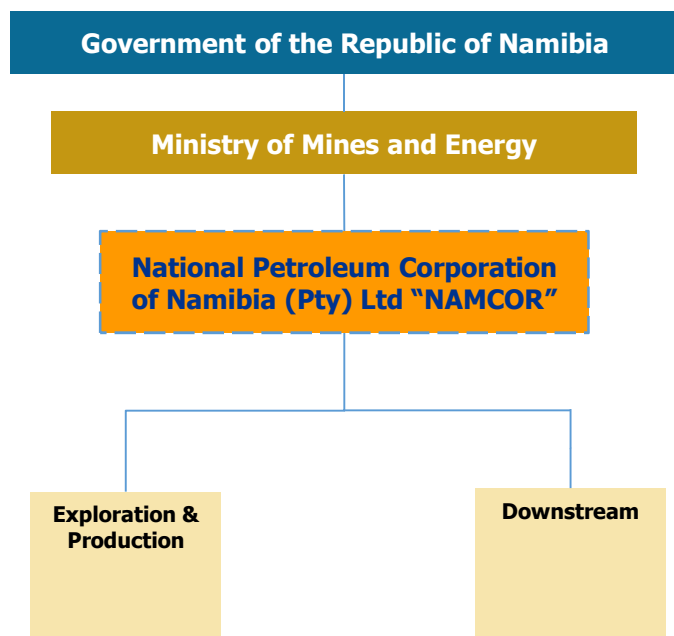 Government of the Republic of Namibia
Ministry of Mines and Energy
National Petroleum Corporation
of Namibia (Pty) Ltd “NAMCOR”
Exploration &
Production
Downstream